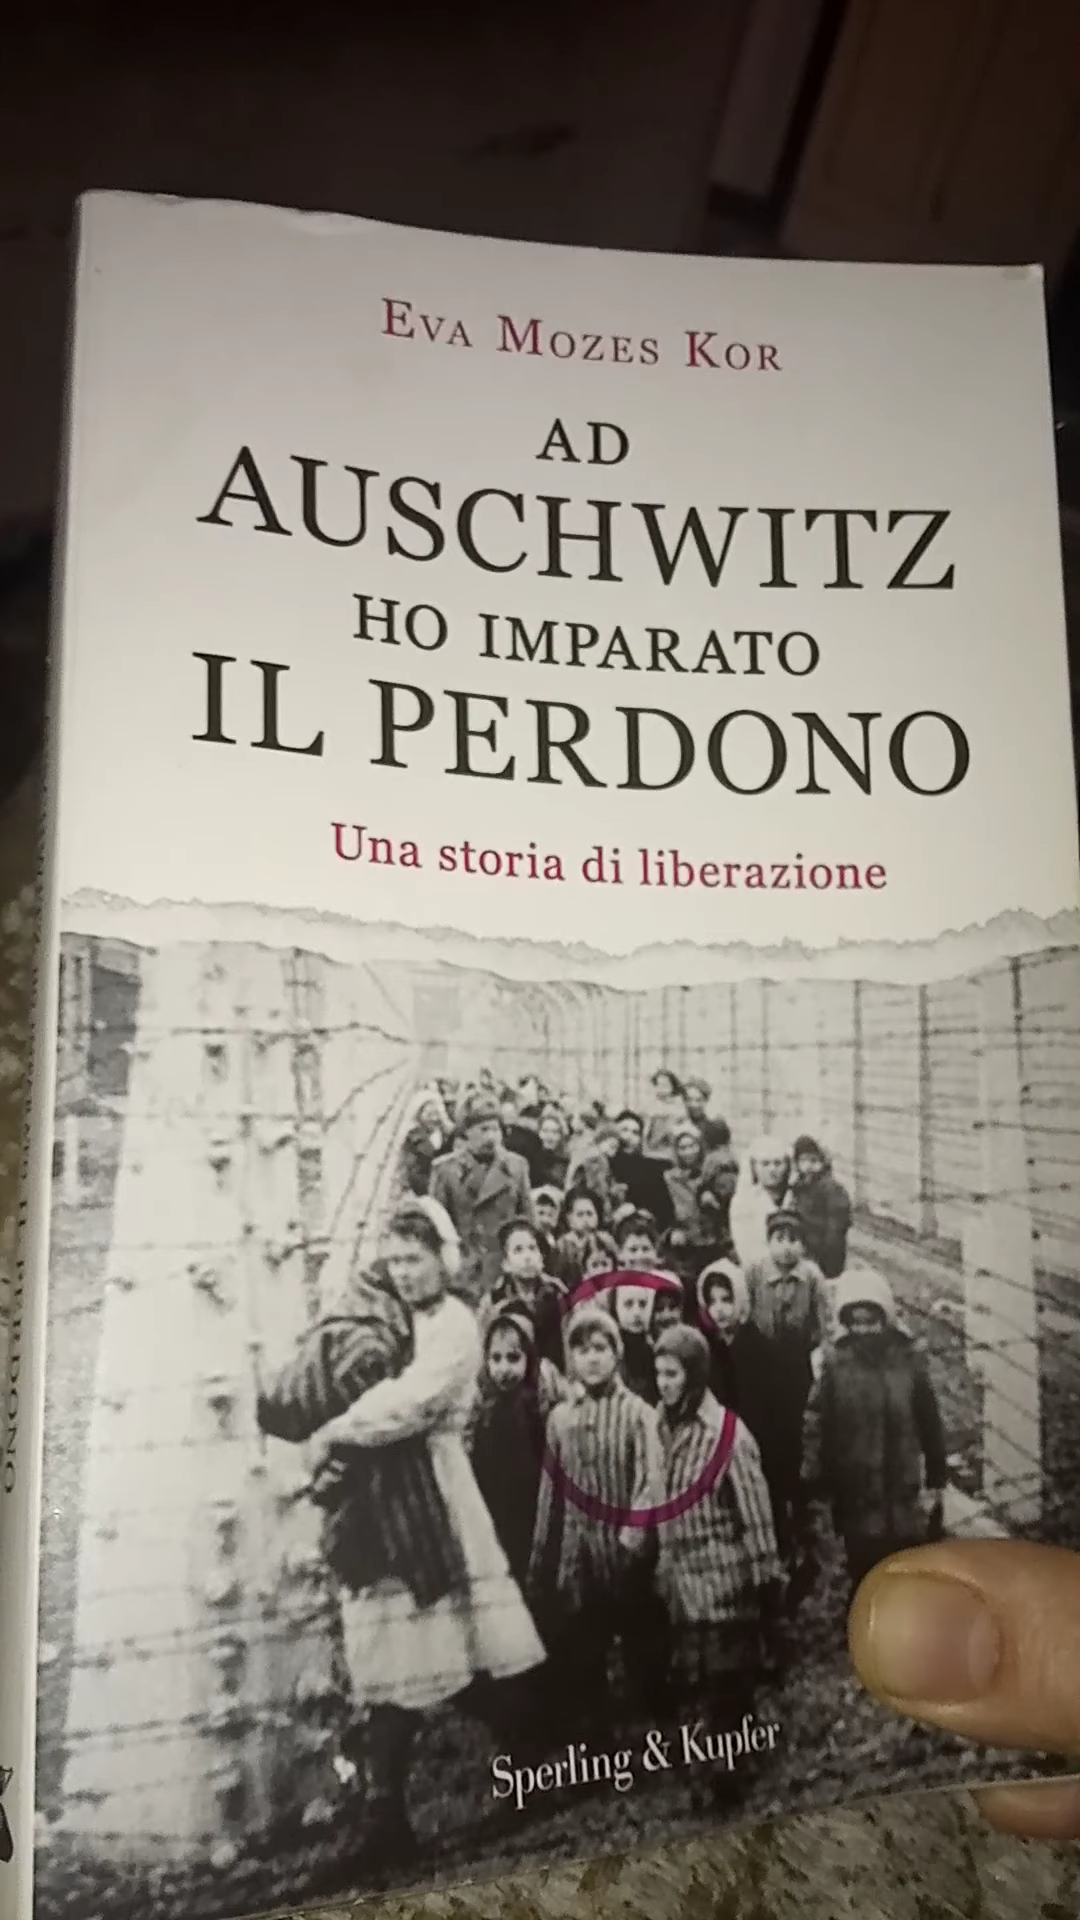 EVA MOZES KOR
AD
AUSCHWITZ
HO IMPARATO
IL PERDONO
Una storia di liberazione
Sperling & Kupfer